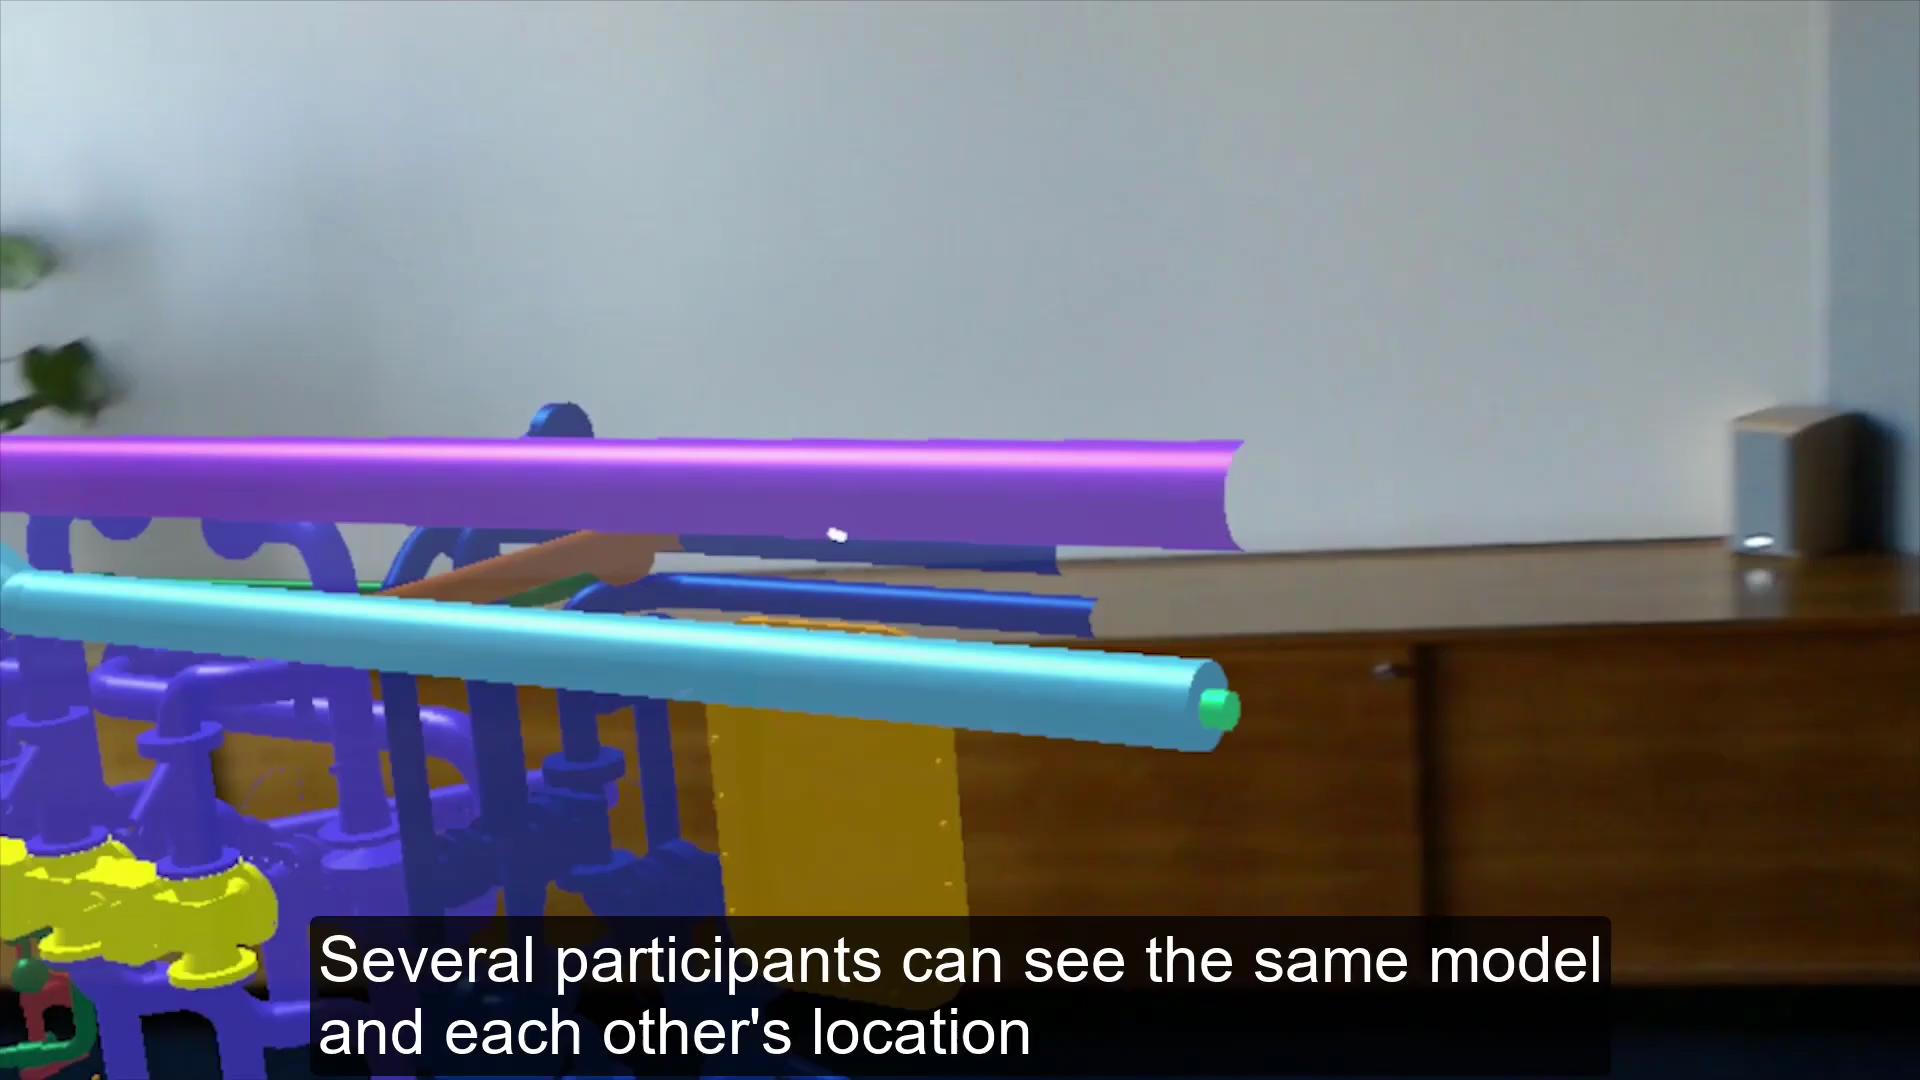 Several participants can see the same model
and each other's location